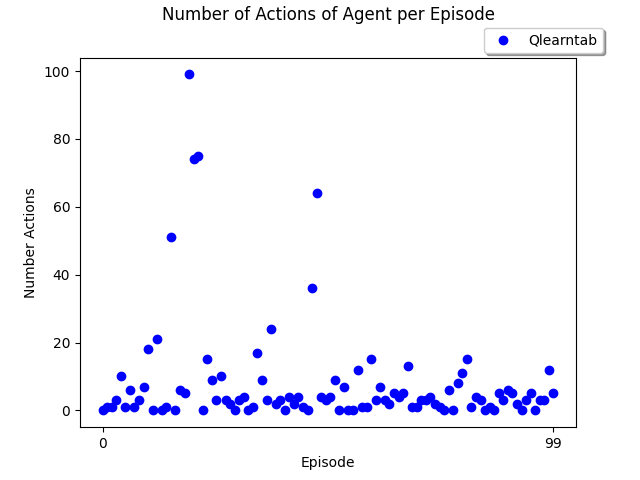 Number of Actions of Agent per Episode
Qlearntab
100
80
60
40
20
0
Number Actions
0 99
Episode